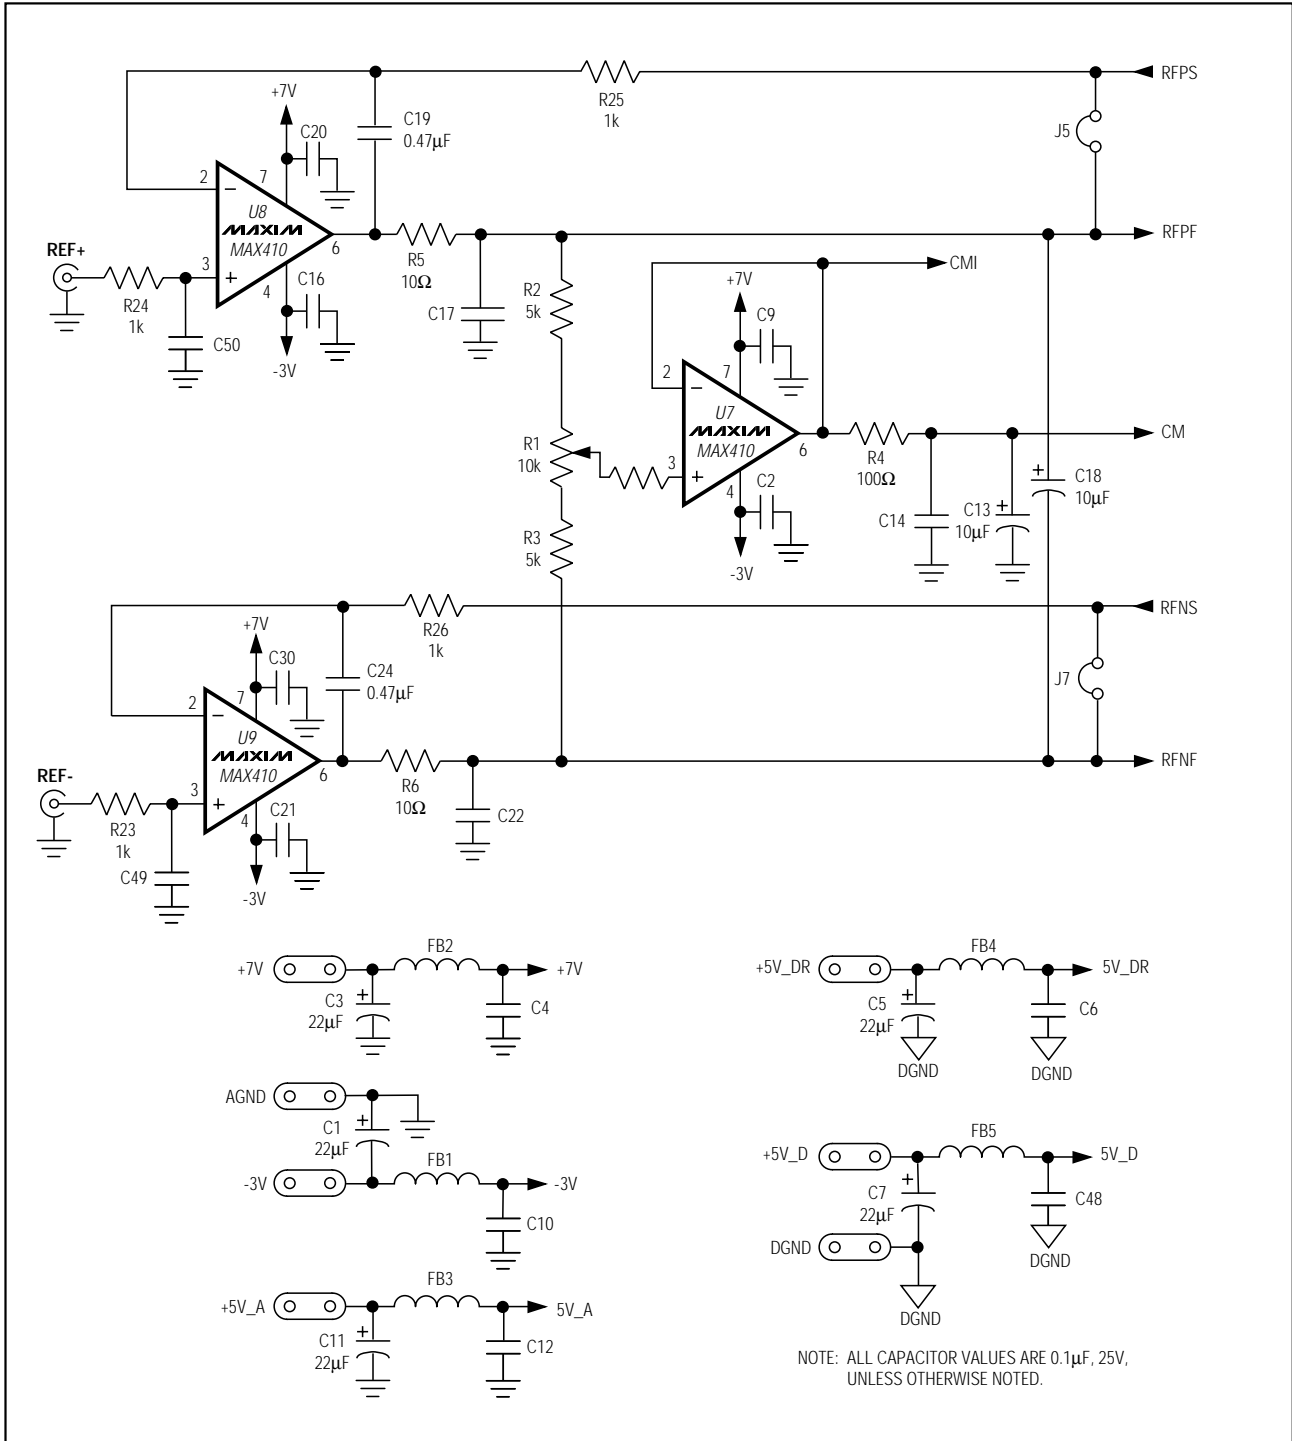 RFPS
R25
1k
J5
+7V
C20
C19
0.47µF
2
7
−
U8
MAXIM
MAX410
6
3
+
4
REF+
R24
1k
C50
C16
-3V
R5
10Ω
C17
RFPF
R2
5k
CMI
+7V
C9
2
7
−
U7
MAXIM
MAX410
6
3
+
4
R1
10k
C2
-3V
R4
100Ω
CM
C14
+
C13
10µF
+
C18
10µF
R3
5k
RFNS
R26
1k
J7
+7V
C30
C24
0.47µF
2
7
−
U9
MAXIM
MAX410
6
3
+
4
REF-
R23
1k
C49
C21
-3V
R6
10Ω
C22
RFNF
+7V
FB2
+7V
+
C3
22µF
C4
+5V_DR
FB4
5V_DR
+
C5
22µF
C6
DGND
DGND
AGND
+
C1
22µF
-3V
FB1
-3V
C10
+5V_D
FB5
5V_D
+
C7
22µF
C48
DGND
DGND
DGND
+5V_A
FB3
5V_A
+
C11
22µF
C12
NOTE: ALL CAPACITOR VALUES ARE 0.1µF, 25V,
UNLESS OTHERWISE NOTED.